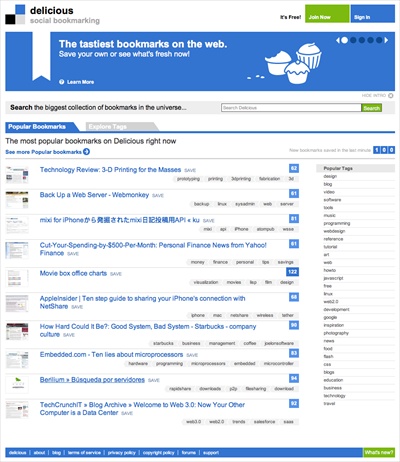 delicious
social bookmarking
It's Free!
Join Now
Sign in
The tastiest bookmarks on the web.
Save your own or see what's fresh now!
Learn More
HIDE INTRO
Search the biggest collection of bookmarks in the universe...
Search Delicious
Search
Popular Bookmarks
Explore Tags
The most popular bookmarks on Delicious right now
See more Popular bookmarks
New bookmarks saved in the last minute
Technology Review: 3-D Printing for the Masses SAVE
62
prototyping printing 3dprinting fabrication 3d
Back Up a Web Server - Webmonkey SAVE
61
backup linux sysadmin web server
mixi for iPhoneから発掘されたmixi日記投稿用API < ku SAVE
81
mixi api iPhone atompub wsse
Cut-Your-Spending-by-$500-Per-Month: Personal Finance News from Yahoo!
Finance SAVE
61
money finance personal tips savings
Movie box office charts SAVE
122
visualization movies film design
AppleInsider | Ten step guide to sharing your iPhone's connection with
NetShare SAVE
iphone mac netshare wireless tether
How Hard Could It Be?: Good System, Bad System - Starbucks - company
culture SAVE
90
starbucks business management coffee joelonsoftware
Embedded.com - Ten lies about microprocessors SAVE
83
hardware programming microprocessors embedded microcontroller
Berilium » Búsqueda por servidores SAVE
94
rapidshare downloads p2p filesharing download
TechCrunchIT » Blog Archive » Welcome to Web 3.0: Now Your Other
Computer is a Data Center SAVE
92
web3.0 web2.0 trends salesforce saas
Popular Tags
design
blog
video
software
tools
music
programming
webdesign
reference
tutorial
art
web
howto
javascript
free
linux
web2.0
development
google
inspiration
photography
news
food
flash
css
blogs
education
business
technology
travel
delicious | about | blog | terms of service | privacy policy | copyright policy | forums | support
What's new?